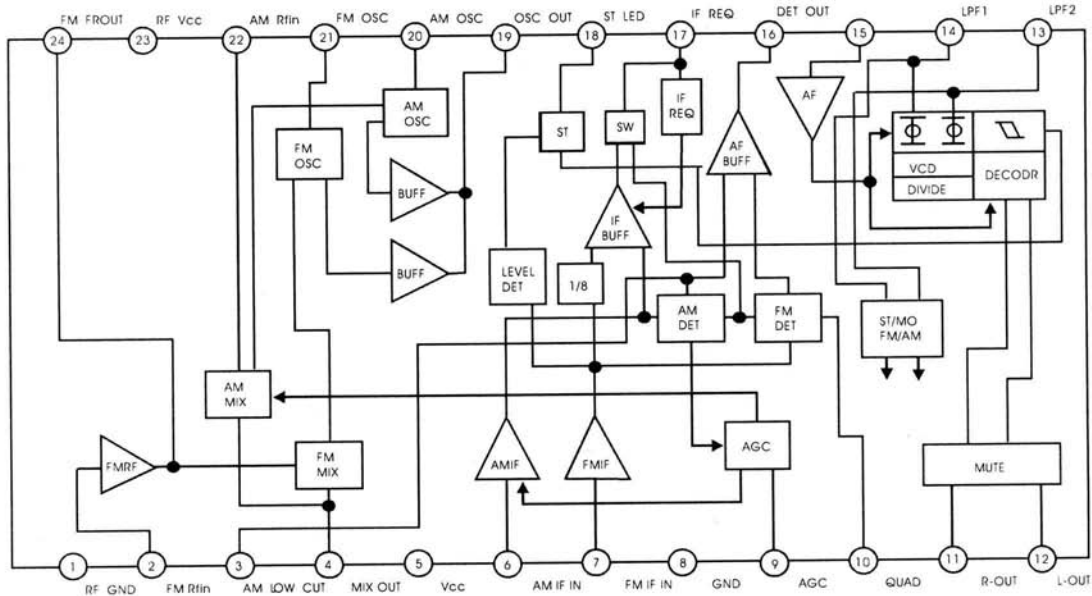 FM FROUT RF Vcc AM Rfin FM OSC AM OSC OSC OUT ST LED IF REQ DET OUT LPF1 LPF2
24 23 22 21 20 19 18 17 16 15 14 13
AM
OSC
FM
OSC
BUFF
BUFF
ST
SW
IF
REQ
AF
BUFF
AF
VCD
DIVIDE
DECODR
IF
BUFF
LEVEL
DET
1/8
AM
DET
FM
DET
ST/MO
FM/AM
AM
MIX
FMRF
FM
MIX
AMIF
FMIF
AGC
MUTE
1 2 3 4 5 6 7 8 9 10 11 12
RF GND FM Rfin AM LOW CUT MIX OUT Vcc AM IF IN FM IF IN GND AGC QUAD R-OUT L-OUT